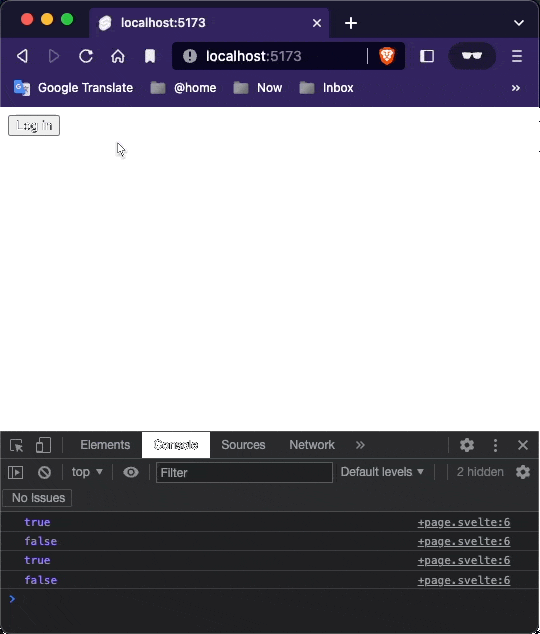 localhost:5173
localhost:5173
Google Translate @home Now Inbox
Log in
Elements Console Sources Network
top Filter Default levels 2 hidden
No Issues
true +page.svelte:6
false +page.svelte:6
true +page.svelte:6
false +page.svelte:6